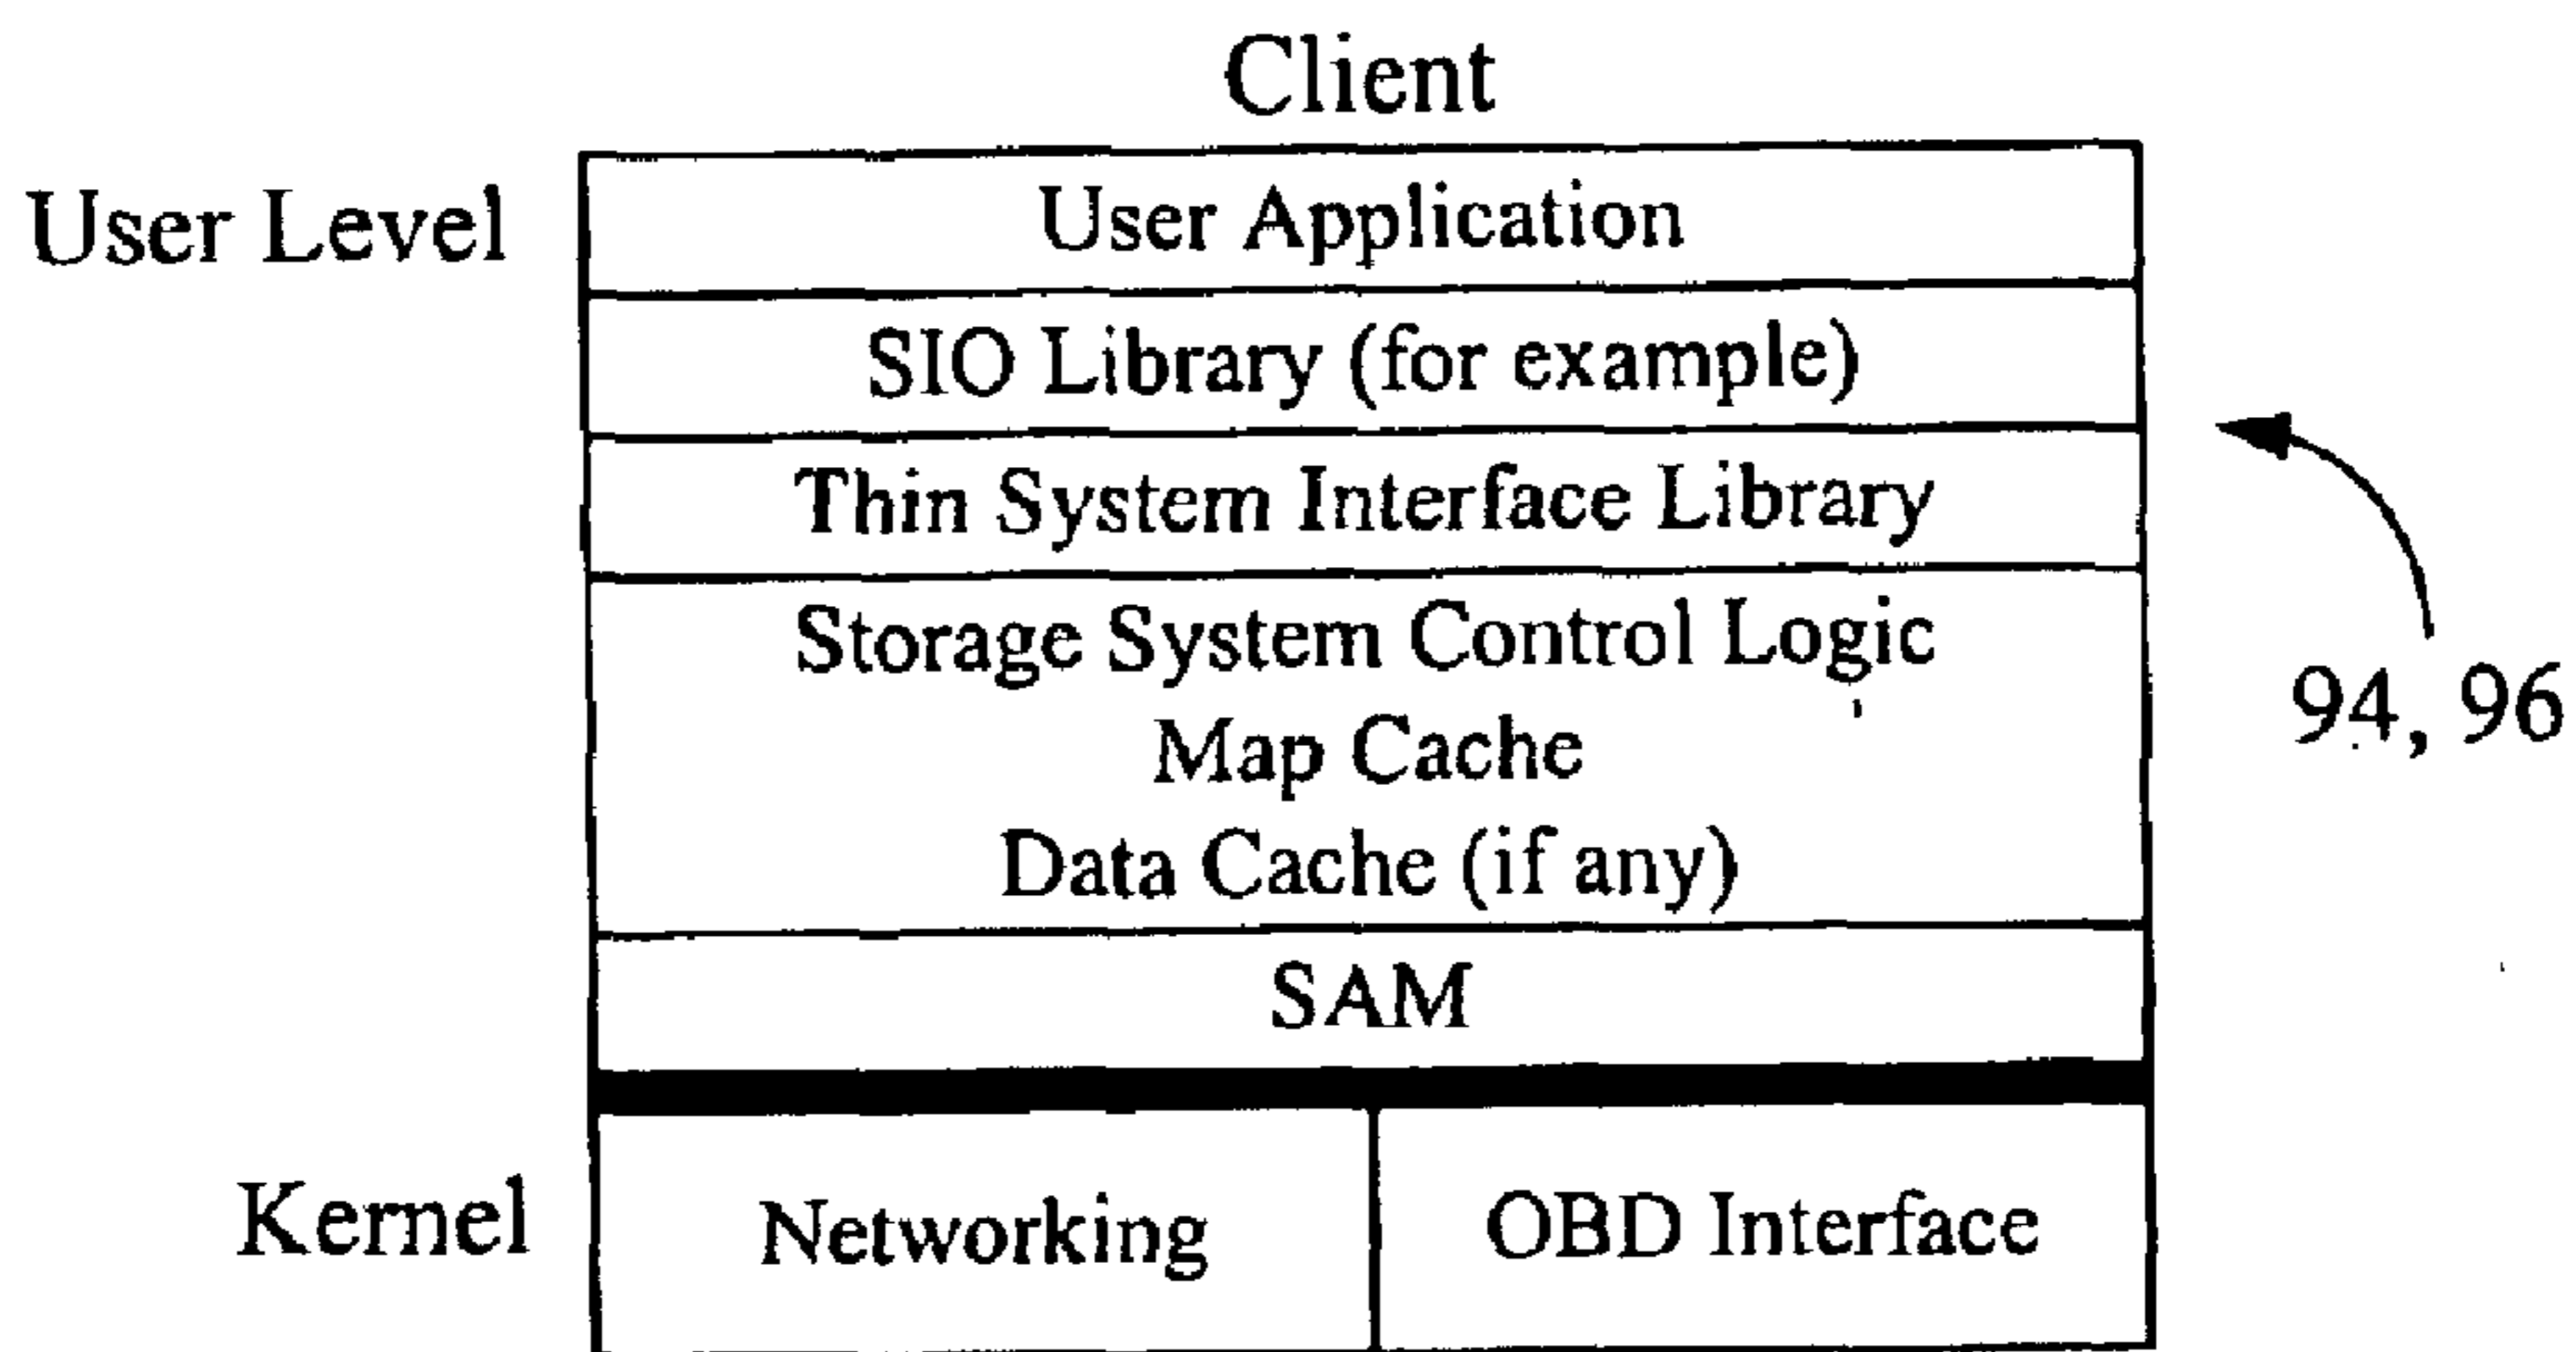 Client
User Level
User Application
SIO Library (for example)
Thin System Interface Library
Storage System Control Logic
Map Cache
Data Cache (if any)
94, 96
SAM
Kernel
Networking
OBD Interface